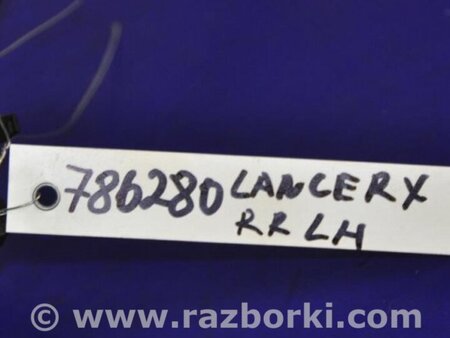 786280 LANCER X
RR LH
© www.razborki.com